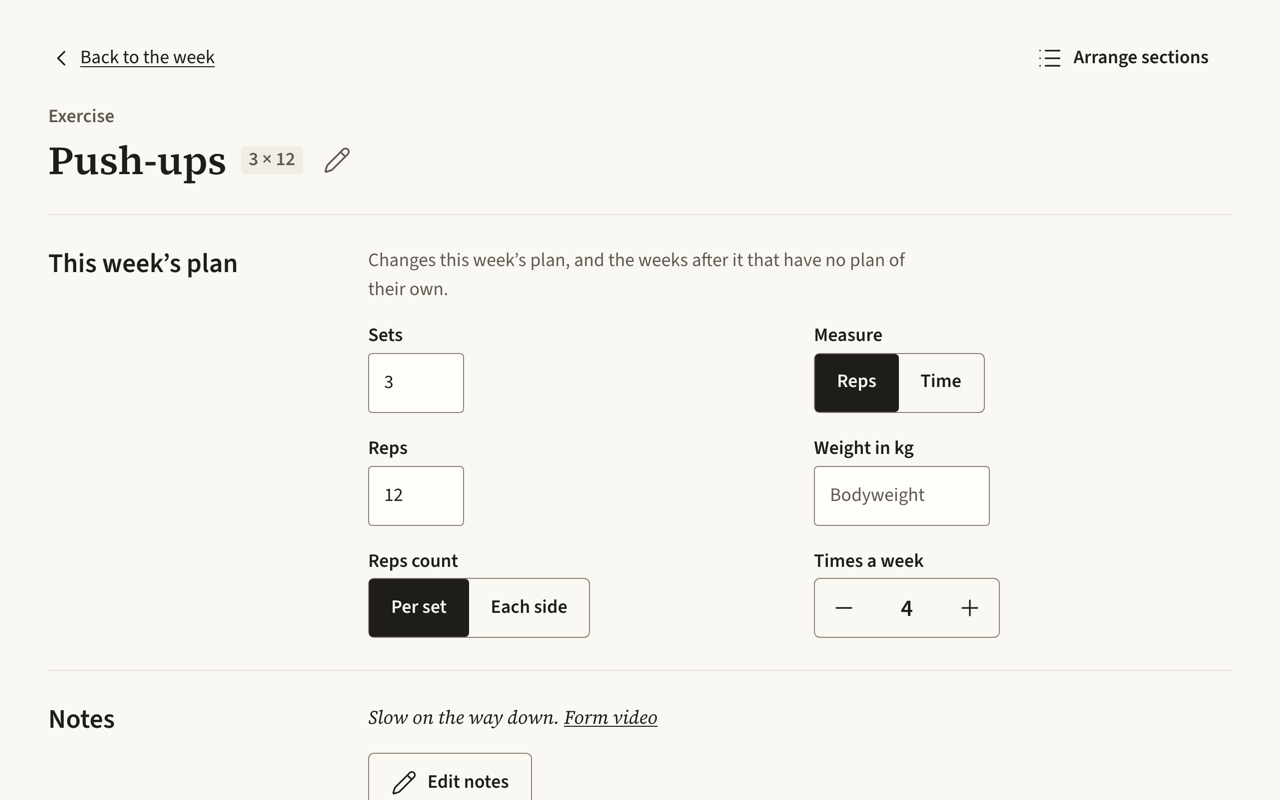 Back to the week
Arrange sections
Exercise
Push-ups 3 × 12
This week’s plan
Changes this week’s plan, and the weeks after it that have no plan of
their own.
Sets
3
Measure
Reps Time
Reps
12
Weight in kg
Bodyweight
Reps count
Per set Each side
Times a week
4
Notes
Slow on the way down. Form video
Edit notes